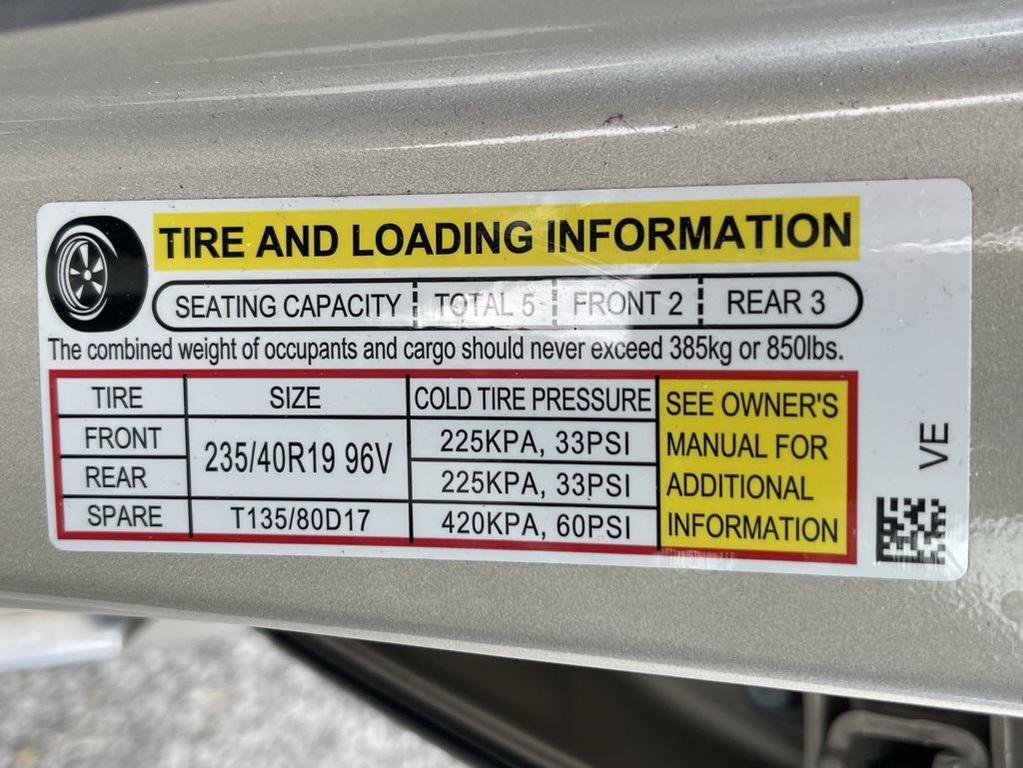 TIRE AND LOADING INFORMATION
SEATING CAPACITY TOTAL 5 FRONT 2 REAR 3
The combined weight of occupants and cargo should never exceed 385kg or 850lbs.
TIRE SIZE COLD TIRE PRESSURE
FRONT 235/40R19 96V 225KPA, 33PSI
REAR 225KPA, 33PSI
SPARE T135/80D17 420KPA, 60PSI
SEE OWNER'S
MANUAL FOR
ADDITIONAL
INFORMATION
VE